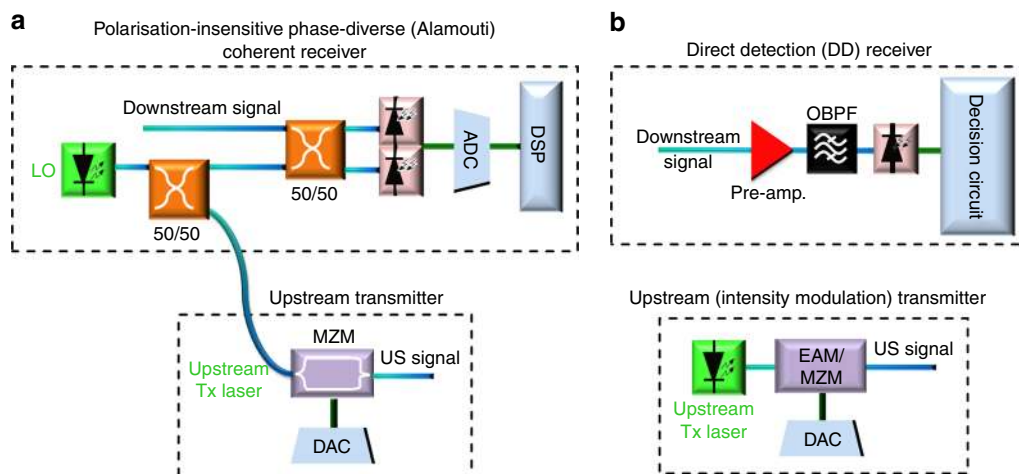 a
Polarisation-insensitive phase-diverse (Alamouti)
coherent receiver
Downstream signal
LO
50/50
50/50
ADC
DSP
Upstream transmitter
MZM
US signal
Upstream
Tx laser
DAC
b
Direct detection (DD) receiver
OBPF
Downstream
signal
Pre-amp.
Decision circuit
Upstream (intensity modulation) transmitter
EAM/
MZM
US signal
Upstream
Tx laser
DAC